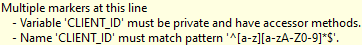 Multiple markers at this line
- Variable 'CLIENT_ID' must be private and have accessor methods.
- Name 'CLIENT_ID' must match pattern '^[a-z][a-zA-Z0-9]*$'.